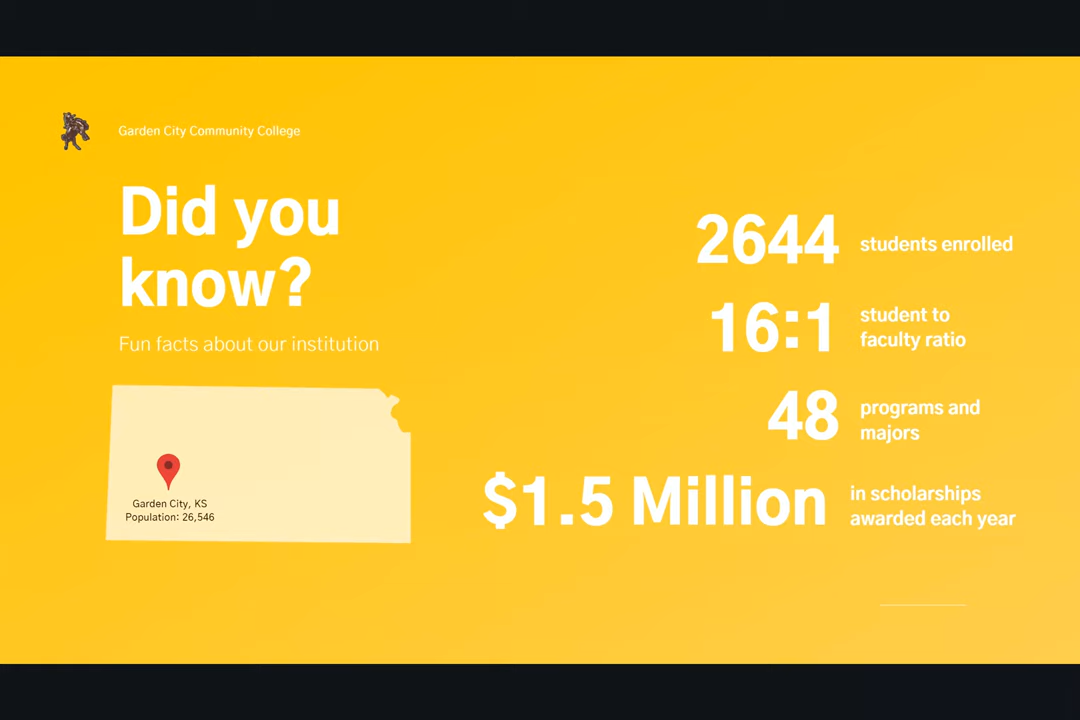 Garden City Community College
Did you
know?
Fun facts about our institution
Garden City, KS
Population: 26,546
2644
students enrolled
16:1
student to
faculty ratio
48
programs and
majors
$1.5 Million
in scholarships
awarded each year